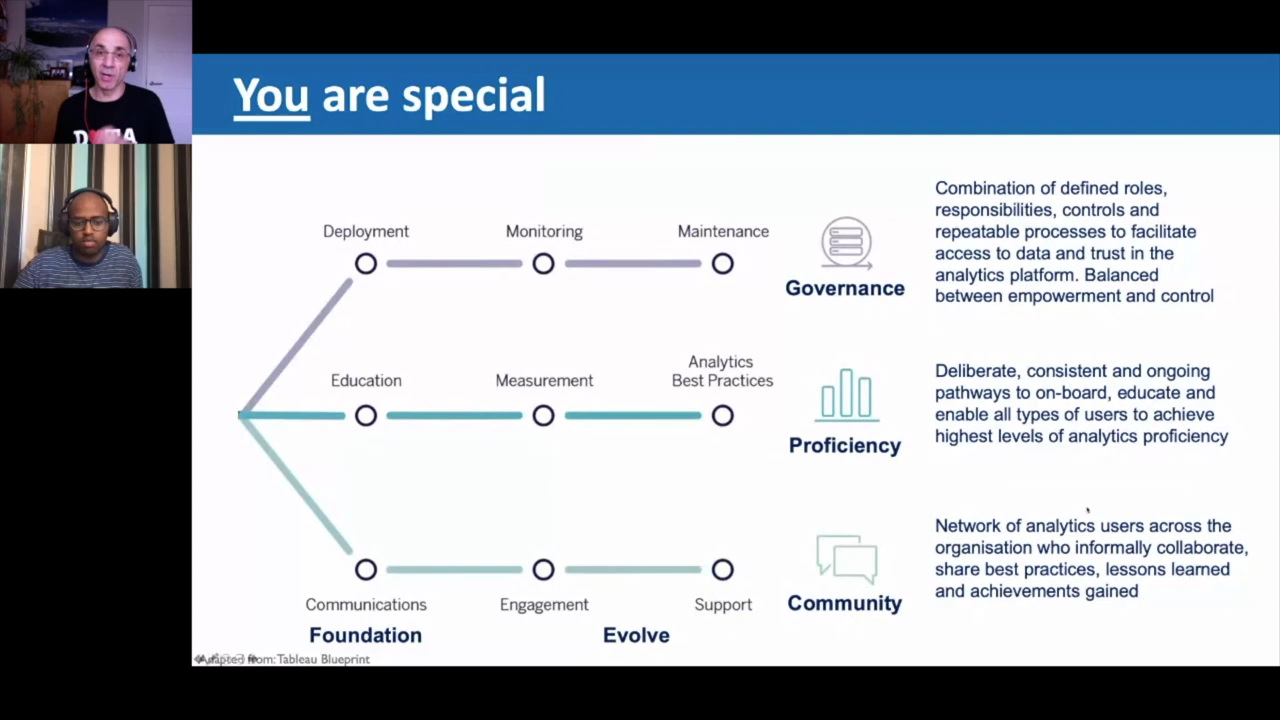 You are special
Deployment
Monitoring
Maintenance
Governance
Combination of defined roles,
responsibilities, controls and
repeatable processes to facilitate
access to data and trust in the
analytics platform. Balanced
between empowerment and control
Education
Measurement
Analytics
Best Practices
Proficiency
Deliberate, consistent and ongoing
pathways to on-board, educate and
enable all types of users to achieve
highest levels of analytics proficiency
Communications
Engagement
Support
Community
Network of analytics users across the
organisation who informally collaborate,
share best practices, lessons learned
and achievements gained
Foundation
Evolve
Adapted from: Tableau Blueprint